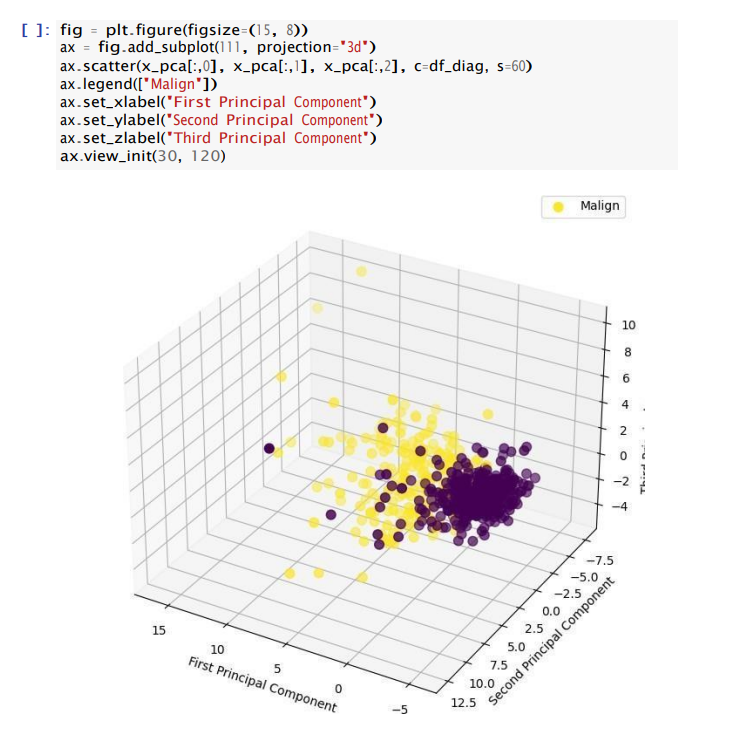 [ ]: fig = plt.figure(figsize=(15, 8))
ax = fig.add_subplot(111, projection="3d")
ax.scatter(x_pca[:,0], x_pca[:,1], x_pca[:,2], c=df_diag, s=60)
ax.legend(["Malign"])
ax.set_xlabel("First Principal Component")
ax.set_ylabel("Second Principal Component")
ax.set_zlabel("Third Principal Component")
ax.view_init(30, 120)
Malign
10
8
6
4
2
0
−2
−4
Third
−7.5
−5.0
−2.5
0.0
2.5
5.0
7.5
10.0
12.5
Second Principal Component
15
10
5
0
−5
First Principal Component